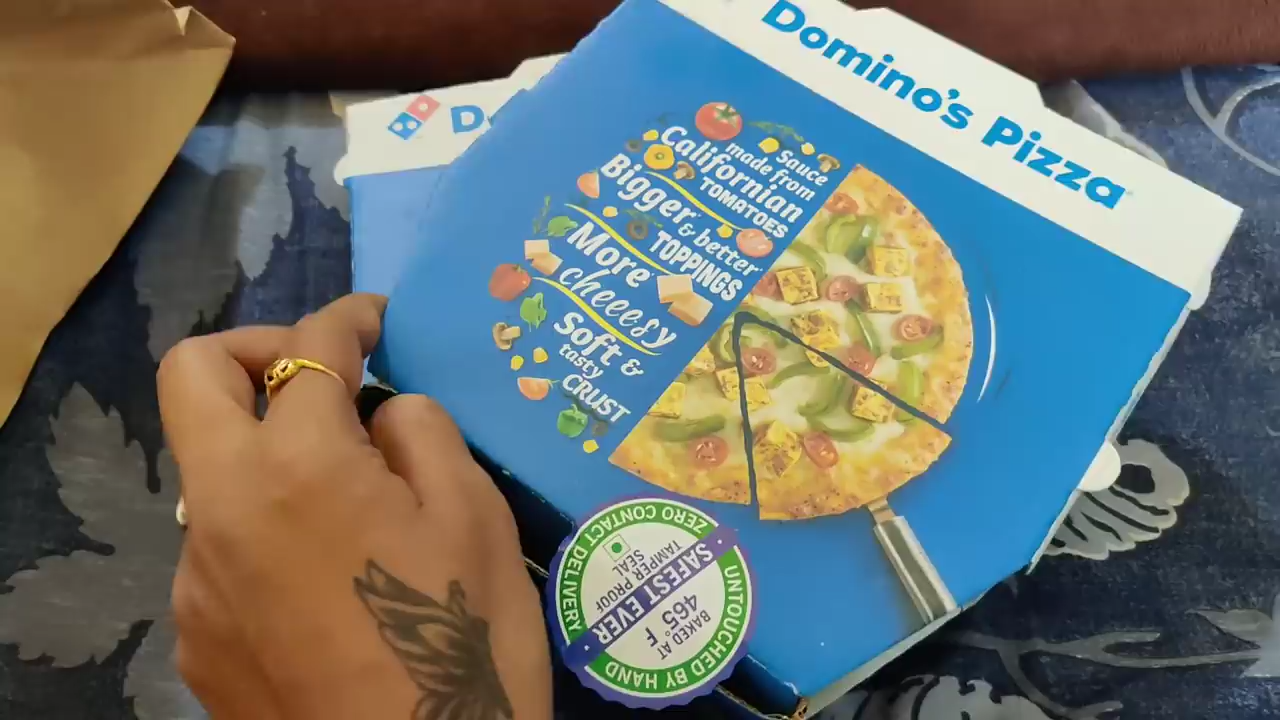 Domino's Pizza
D
Sauce
made from
Californian
TOMATOES
Bigger & better
TOPPINGS
More
cheeesy
Soft &
tasty
CRUST
ZERO CONTACT DELIVERY
TAMPER PROOF
SEAL
SAFEST EVER
BAKED AT
465° F
UNTOUCHED BY HAND